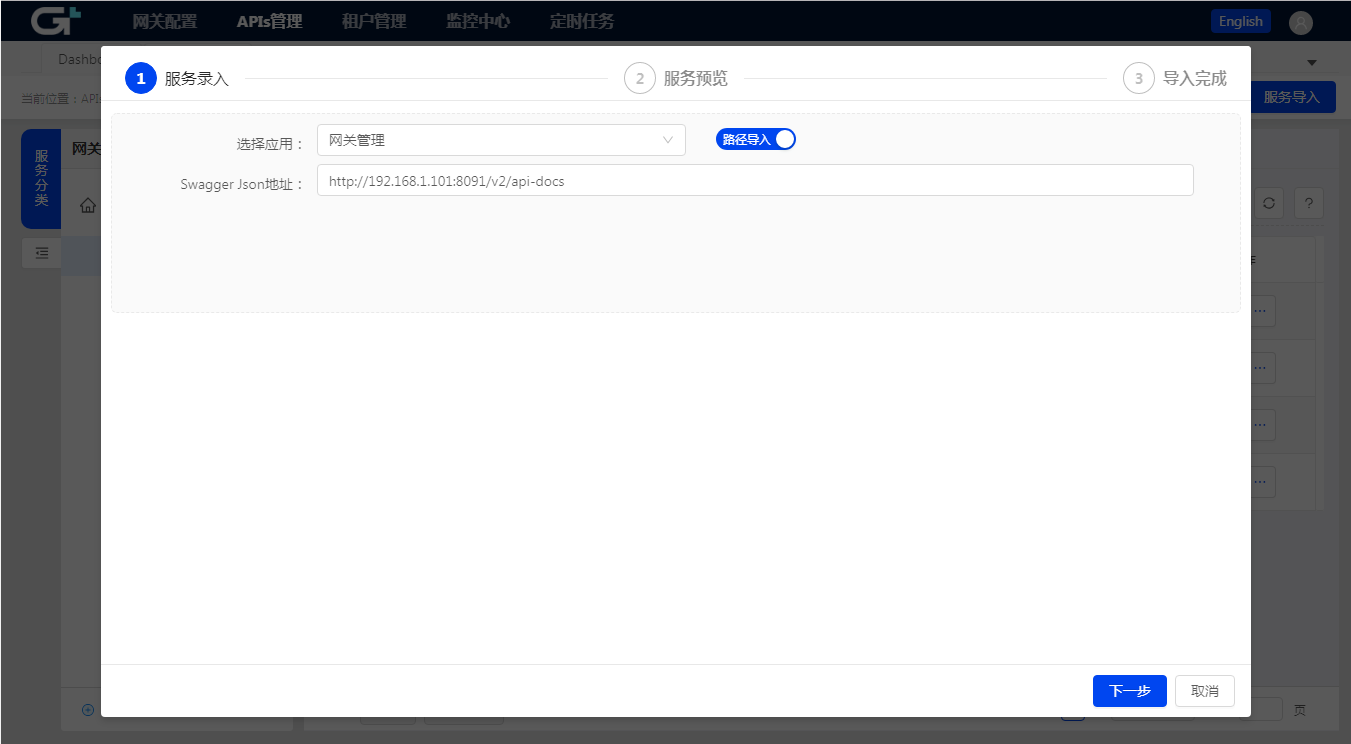 网关配置 APIs管理 租户管理 监控中心 定时任务 English
Dashbo
1 服务录入 2 服务预览 3 导入完成
当前位置：APIs
服务导入
选择应用： 网关管理 路径导入
服务分类
网关
Swagger Json地址： http://192.168.1.101:8091/v2/api-docs
?
...
...
...
...
下一步 取消
页